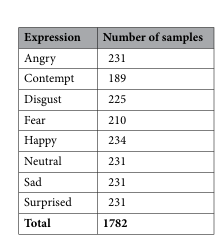 Expression Number of samples
Angry 231
Contempt 189
Disgust 225
Fear 210
Happy 234
Neutral 231
Sad 231
Surprised 231
Total 1782